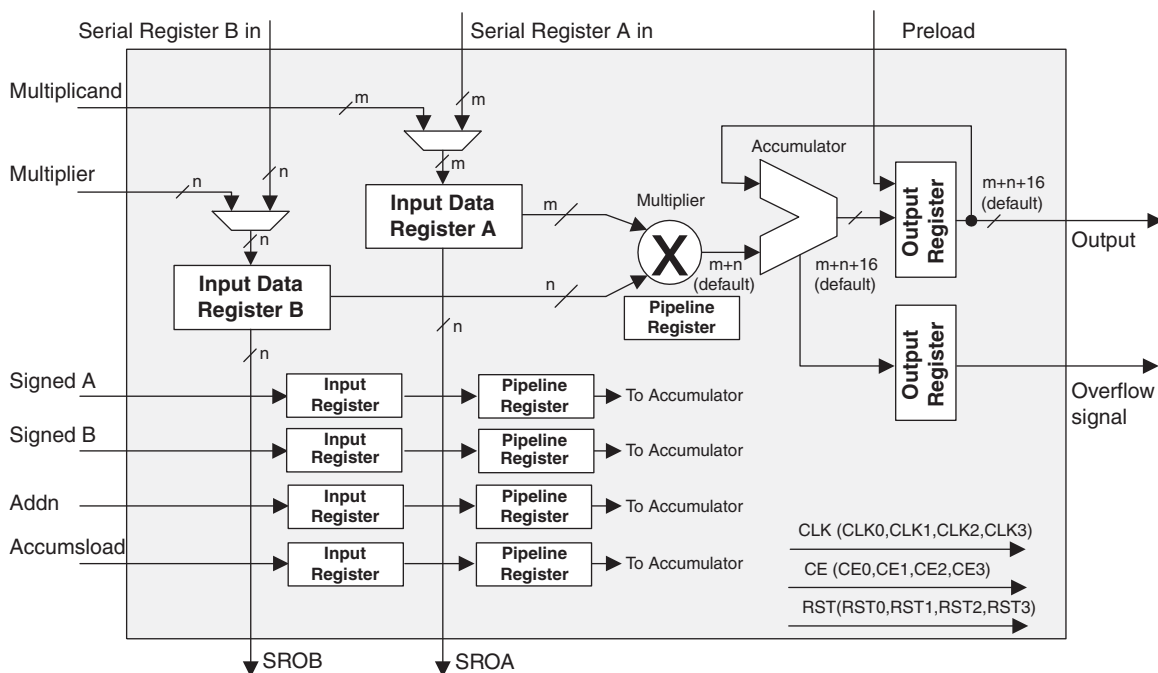 Serial Register B in
Serial Register A in
Preload
Multiplicand
m
m
Multiplier
n
n
m
n
Input Data
Register A
Input Data
Register B
m
n
n
n
Multiplier
X
Pipeline
Register
m+n
(default)
Accumulator
m+n+16
(default)
Output
Register
m+n+16
(default)
Output
Output
Register
Overflow
signal
Signed A
Input
Register
Pipeline
Register
To Accumulator
Signed B
Input
Register
Pipeline
Register
To Accumulator
Addn
Input
Register
Pipeline
Register
To Accumulator
Accumsload
Input
Register
Pipeline
Register
To Accumulator
CLK (CLK0,CLK1,CLK2,CLK3)
CE (CE0,CE1,CE2,CE3)
RST(RST0,RST1,RST2,RST3)
SROB
SROA